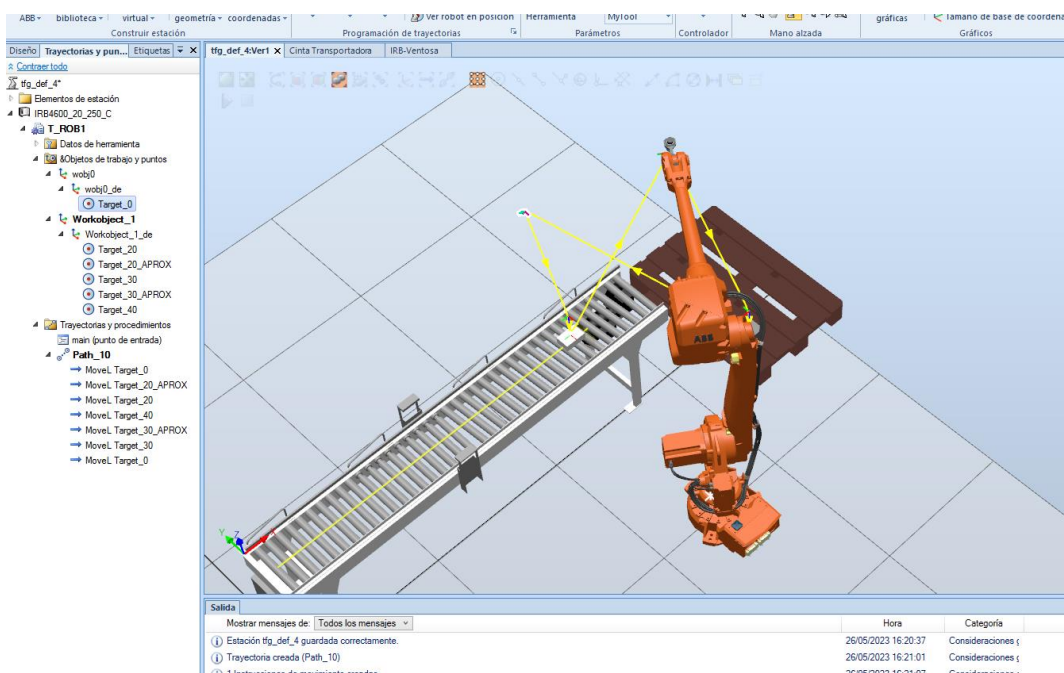 ABB biblioteca virtual geometría coordenadas Ver robot en posición Herramienta MyTool gráficas Tamaño de base de coorden
Construir estación Programación de trayectorias Parámetros Controlador Mano alzada Gráficos
Diseño Trayectorias y pun... Etiquetas tfg_def_4:Ver1 Cinta Transportadora IRB-Ventosa
Contraer todo
tfg_def_4*
Elementos de estación
IRB4600_20_250_C
T_ROB1
Datos de herramienta
&Objetos de trabajo y puntos
wobj0
wobj0_de
Target_0
Workobject_1
Workobject_1_de
Target_20
Target_20_APROX
Target_30
Target_30_APROX
Target_40
Trayectorias y procedimientos
main (punto de entrada)
Path_10
MoveL Target_0
MoveL Target_20_APROX
MoveL Target_20
MoveL Target_40
MoveL Target_30_APROX
MoveL Target_30
MoveL Target_0
ABB
X
Y
Z
Salida
Mostrar mensajes de: Todos los mensajes Hora Categoría
Estación tfg_def_4 guardada correctamente. 26/05/2023 16:20:37 Consideraciones g
Trayectoria creada (Path_10) 26/05/2023 16:21:01 Consideraciones g